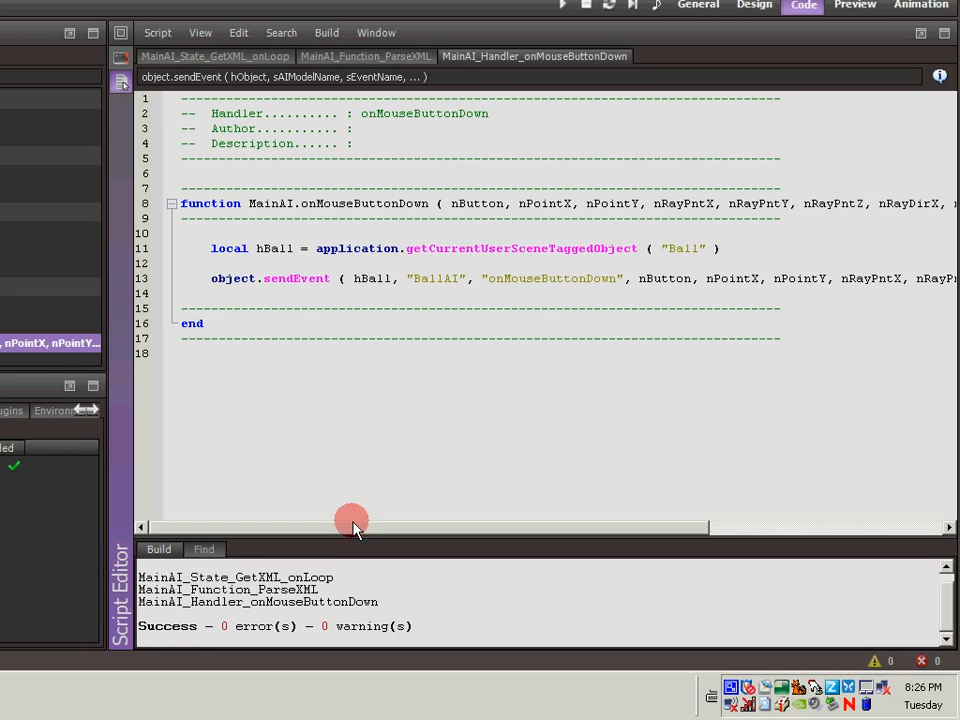 General Design Code Preview Animation
Script View Edit Search Build Window
MainAI_State_GetXML_onLoop MainAI_Function_ParseXML MainAI_Handler_onMouseButtonDown
object.sendEvent ( hObject, sAIModelName, sEventName, ... )
1 --------------------------------------------------------------------------------
2 -- Handler.......... : onMouseButtonDown
3 -- Author........... :
4 -- Description...... :
5 --------------------------------------------------------------------------------
6
7 --------------------------------------------------------------------------------
8 function MainAI.onMouseButtonDown ( nButton, nPointX, nPointY, nRayPntX, nRayPntY, nRayPntZ, nRayDirX,
9 --------------------------------------------------------------------------------
10
11 local hBall = application.getCurrentUserSceneTaggedObject ( "Ball" )
12
13 object.sendEvent ( hBall, "BallAI", "onMouseButtonDown", nButton, nPointX, nPointY, nRayPntX, nRayPn
14
15 --------------------------------------------------------------------------------
16 end
17 --------------------------------------------------------------------------------
18
, nPointX, nPointY...
ugins
ded
Build Find
MainAI_State_GetXML_onLoop
MainAI_Function_ParseXML
MainAI_Handler_onMouseButtonDown
Success - 0 error(s) - 0 warning(s)
Script Editor
0 0
8:26 PM
Tuesday